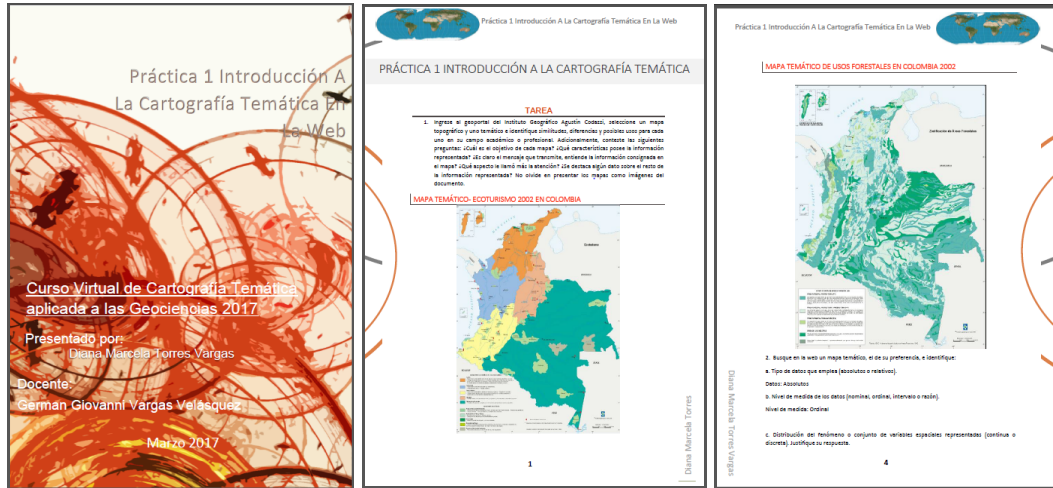 Práctica 1 Introducción A
La Cartografía Temática En
La Web
Curso Virtual de Cartografía Temática
aplicada a las Geociencias 2017
Presentado por:
Diana Marcela Torres Vargas
Docente:
German Giovanni Vargas Velásquez
Marzo 2017
Práctica 1 Introducción A La Cartografía Temática En La Web
PRÁCTICA 1 INTRODUCCIÓN A LA CARTOGRAFÍA TEMÁTICA
TAREA
1. Ingrese al geoportal del Instituto Geográfico Agustín Codazzi, seleccione un mapa
topográfico y uno temático e identifique similitudes, diferencias y posibles usos para cada
uno en su campo académico o profesional. Adicionalmente, conteste las siguientes
preguntas: ¿Cuál es el objetivo de cada mapa? ¿Qué características posee la información
representada? ¿Es claro el mensaje que transmite, entiende la información consignada en
el mapa? ¿Qué aspecto le llamó más la atención? ¿Se destaca algún dato sobre el resto de
la información representada? No olvide en presentar los mapas como imágenes del
documento.
MAPA TEMÁTICO- ECOTURISMO 2002 EN COLOMBIA
Diana Marcela Torres
1
Práctica 1 Introducción A La Cartografía Temática En La Web
MAPA TEMÁTICO DE USOS FORESTALES EN COLOMBIA 2002
2. Busque en la web un mapa temático, el de su preferencia, e identifique:
a. Tipo de datos que emplea (absolutos o relativos).
Datos: Absolutos
b. Nivel de medida de los datos (nominal, ordinal, intervalo o razón).
Nivel de medida: Ordinal
c. Distribución del fenómeno o conjunto de variables espaciales representadas (continua o
discreta). Justifique su respuesta.
Diana Marcela Torres Vargas
4